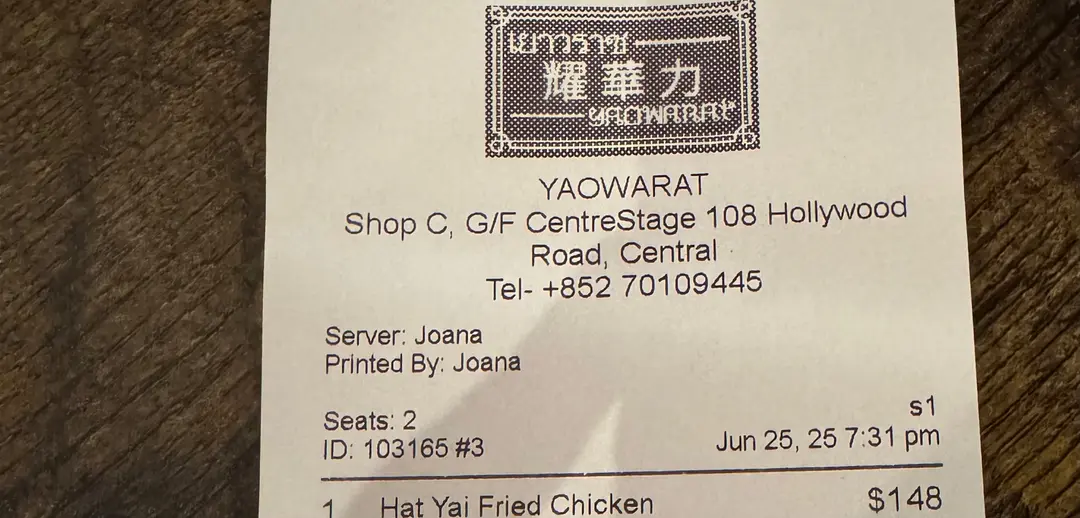 เยาวราช
耀華力
YAOWARAT
YAOWARAT
Shop C, G/F CentreStage 108 Hollywood
Road, Central
Tel- +852 70109445
Server: Joana
Printed By: Joana
Seats: 2 s1
ID: 103165 #3 Jun 25, 25 7:31 pm
1 Hat Yai Fried Chicken $148